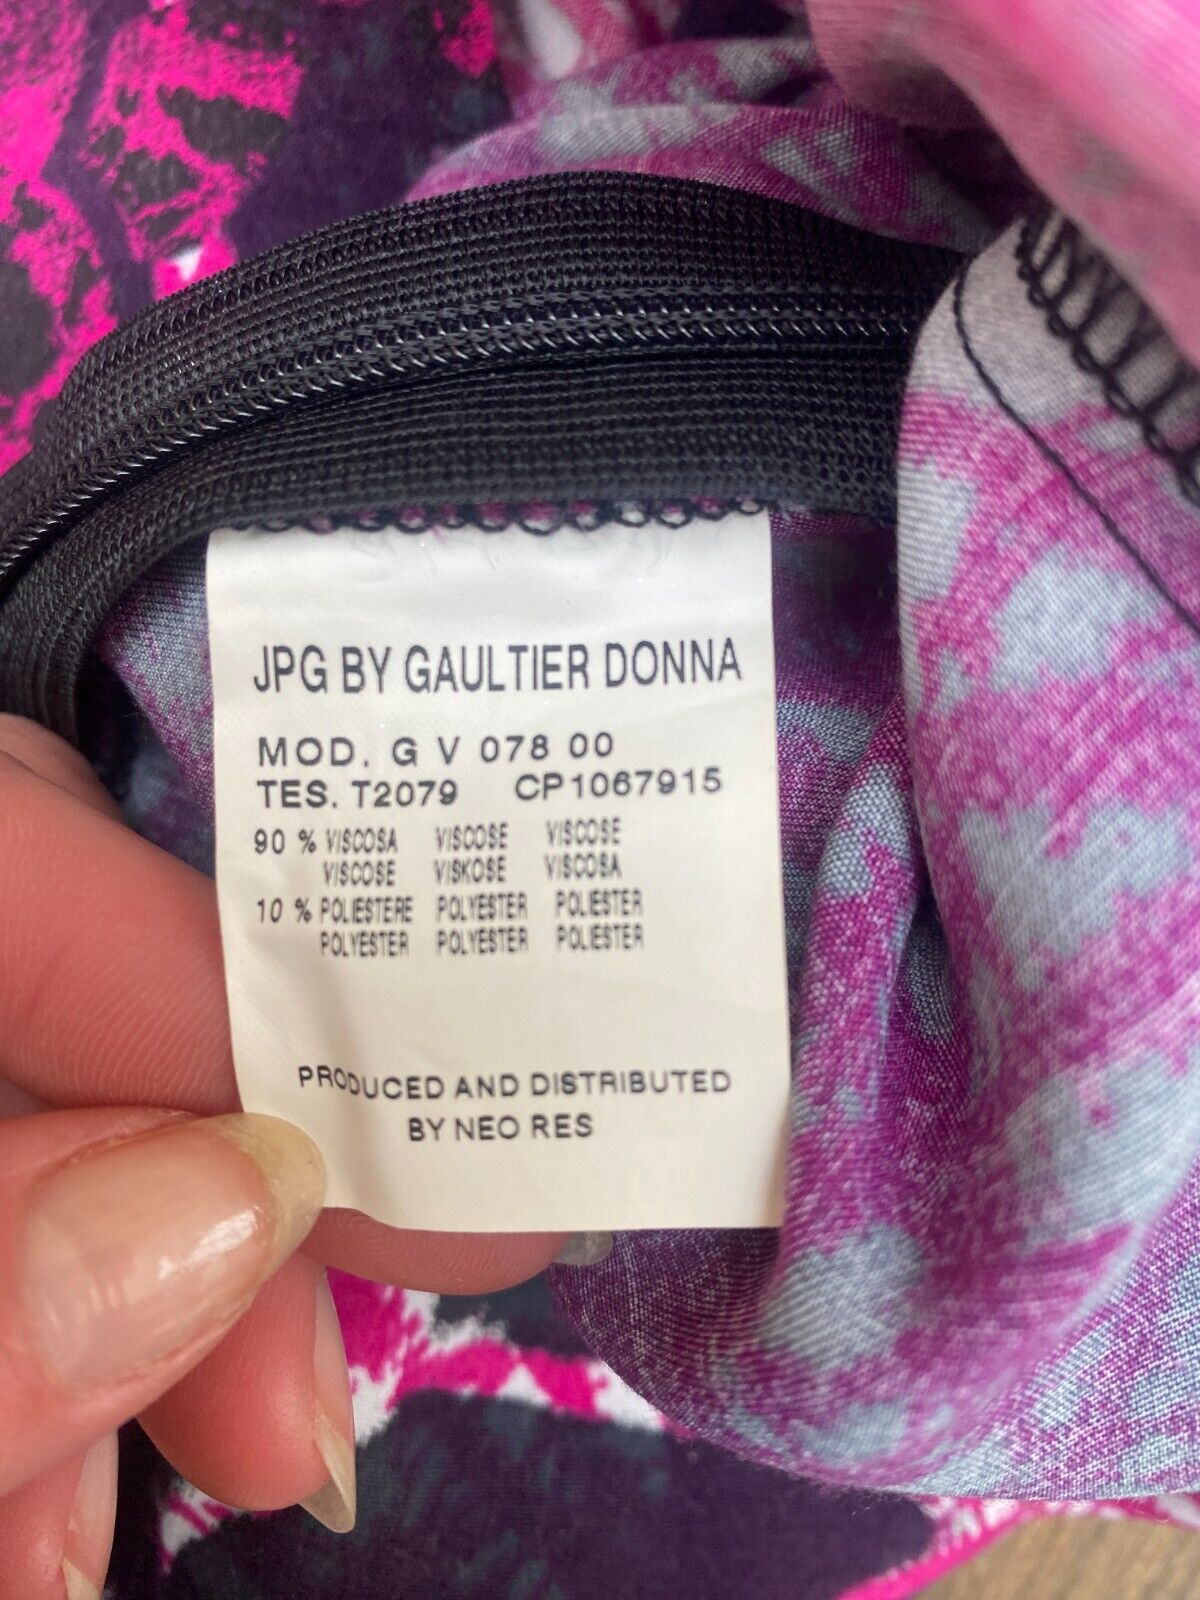 JPG BY GAULTIER DONNA
MOD. G V 078 00
TES. T2079 CP1067915
90 % VISCOSA VISCOSE VISCOSE
VISCOSE VISKOSE VISCOSA
10 % POLIESTERE POLYESTER POLIESTER
POLYESTER POLYESTER POLIESTER
PRODUCED AND DISTRIBUTED
BY NEO RES